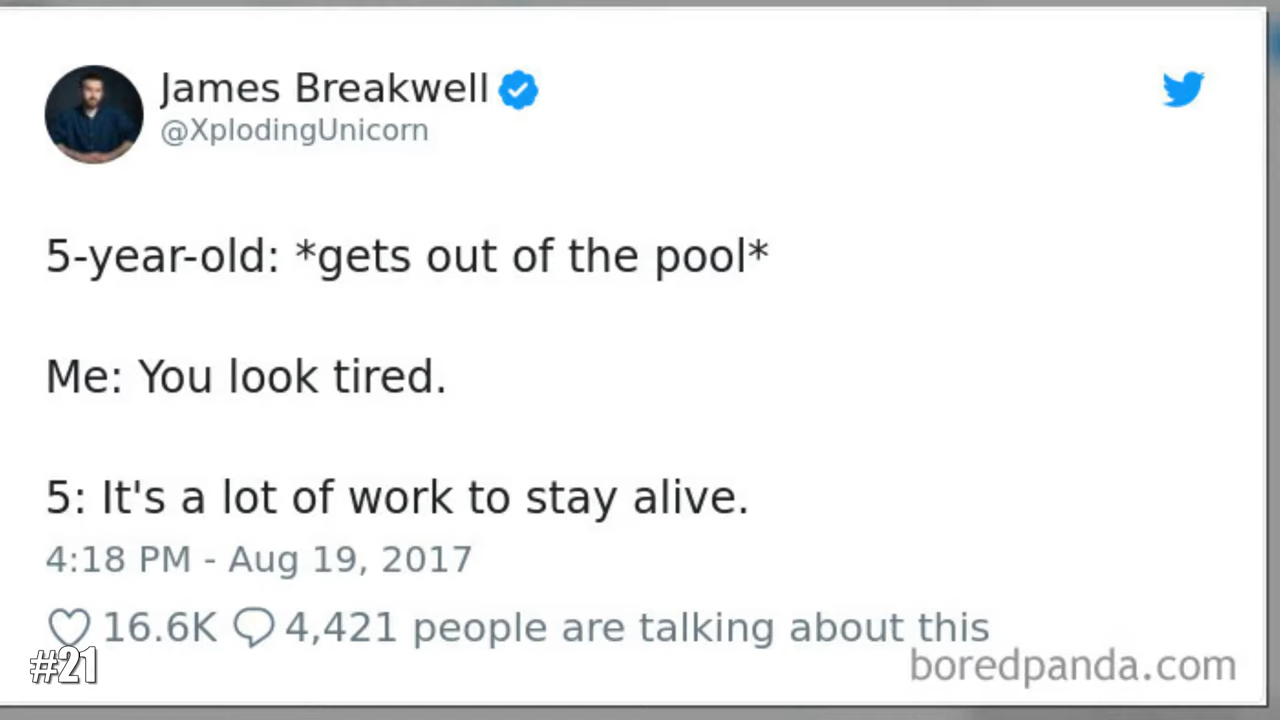 James Breakwell
@XplodingUnicorn
5-year-old: *gets out of the pool*
Me: You look tired.
5: It's a lot of work to stay alive.
4:18 PM - Aug 19, 2017
16.6K 4,421 people are talking about this
#21
boredpanda.com